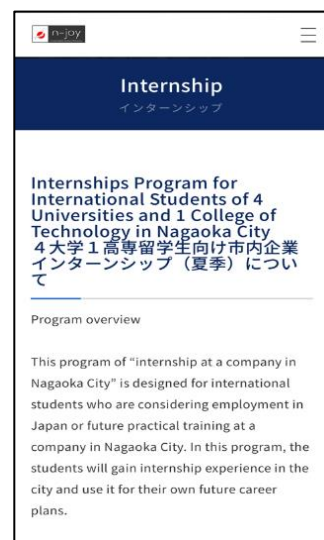 n-joy
Internship
インターンシップ
Internships Program for
International Students of 4
Universities and 1 College of
Technology in Nagaoka City
４大学１高専留学生向け市内企業
インターンシップ（夏季）につい
て
Program overview
This program of “internship at a company in
Nagaoka City” is designed for international
students who are considering employment in
Japan or future practical training at a
company in Nagaoka City. In this program, the
students will gain internship experience in the
city and use it for their own future career
plans.